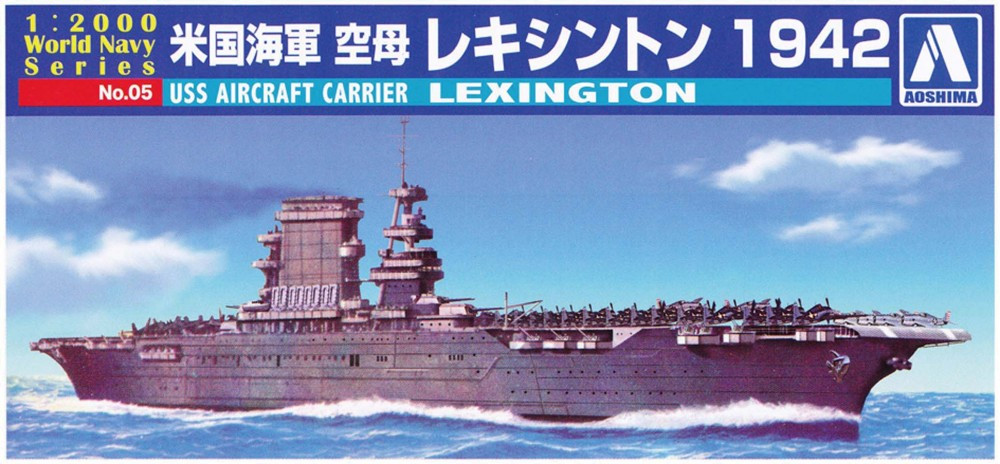 1:2000
World Navy
Series
No.05
米国海軍 空母 レキシントン 1942
USS AIRCRAFT CARRIER LEXINGTON
AOSHIMA